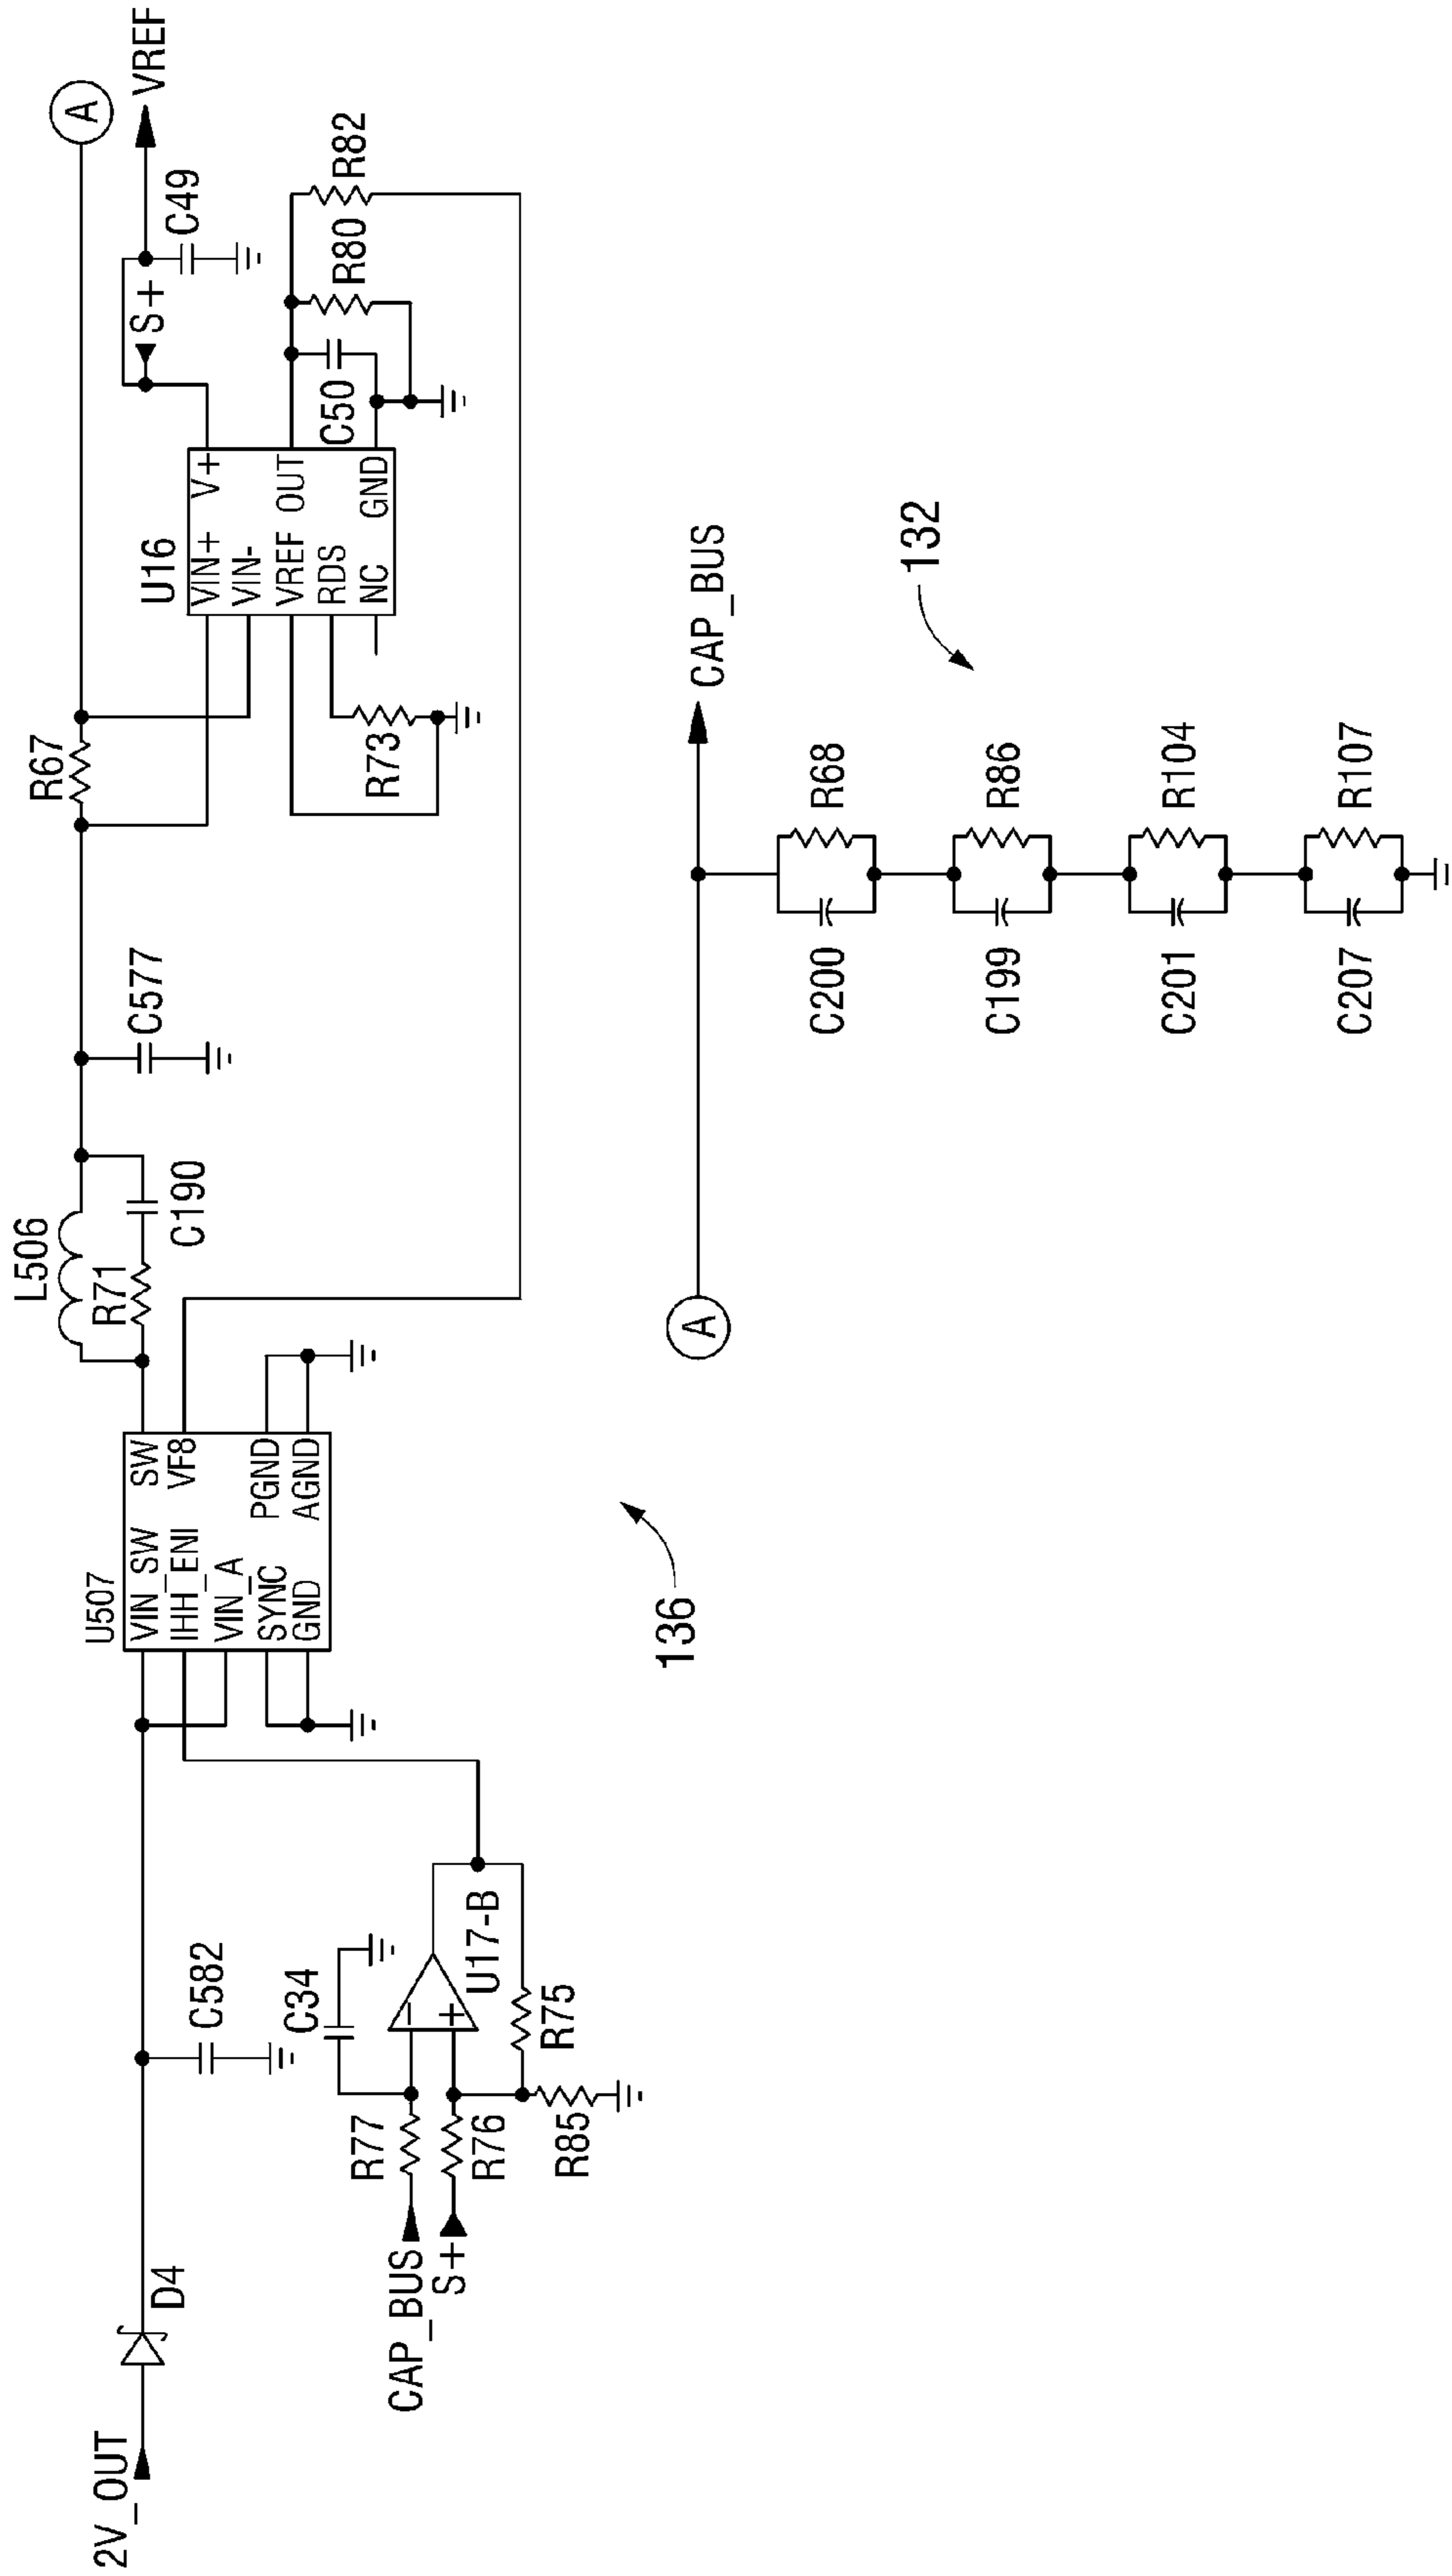 2V_OUT
D4
C582
CAP_BUS
S+
R77
R76
R85
C34
R75
U17-B
U507
VIN_SW SW
IHH_ENI VF8
VIN_A
SYNC PGND
GND AGND
L506
R71
C190
C577
R67
A
U16
VIN+ V+
VIN-
VREF OUT
RDS
NC GND
R73
S+
C49
VREF
C50
R80
R82
136
A
CAP_BUS
C200
R68
C199
R86
C201
R104
C207
R107
132